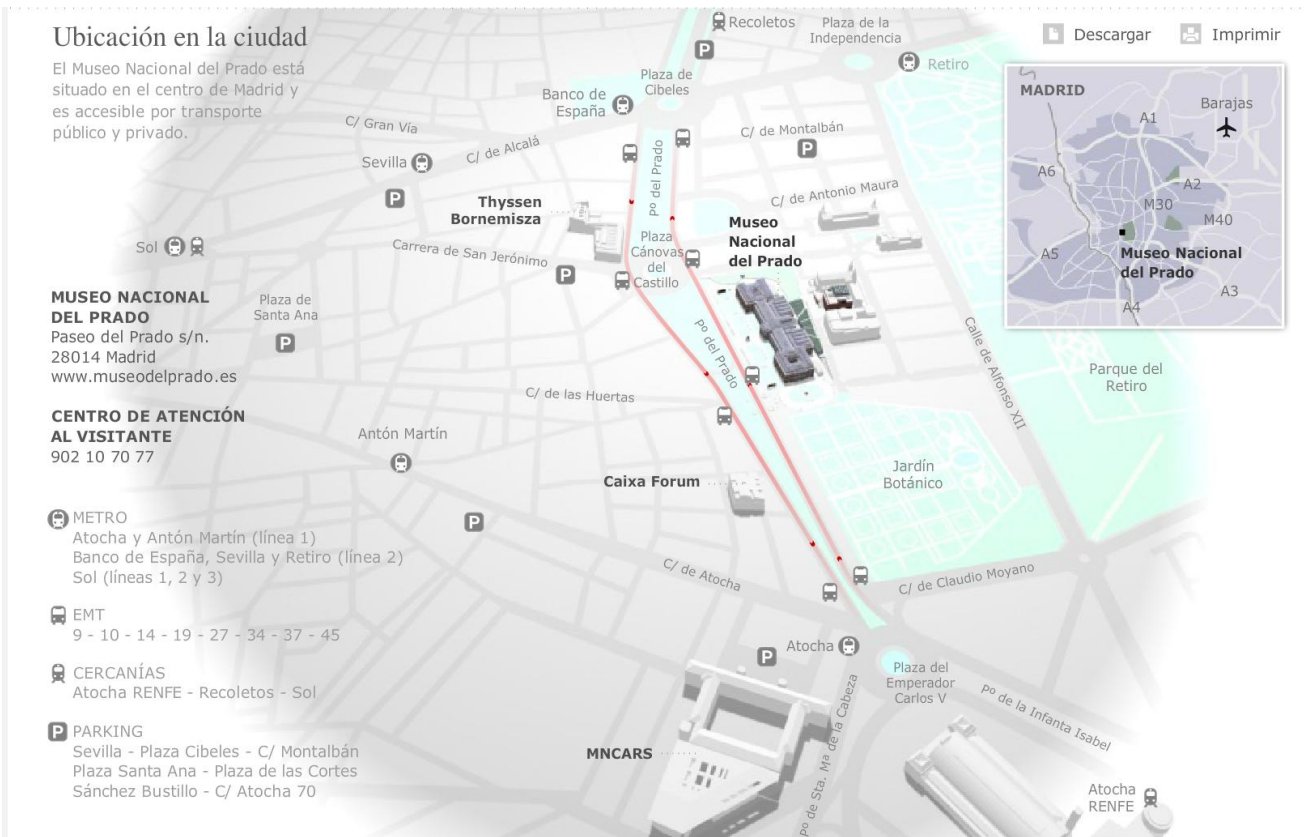 Ubicación en la ciudad
El Museo Nacional del Prado está
situado en el centro de Madrid y
es accesible por transporte
público y privado.
Descargar
Imprimir
Recoletos
P
Plaza de la
Independencia
Retiro
Plaza de
Cibeles
Banco de
España
C/ Gran Vía
C/ de Alcalá
Sevilla
P
C/ de Montalbán
P
Pº del Prado
C/ de Antonio Maura
Thyssen
Bornemisza
Museo
Nacional
del Prado
Plaza
Cánovas
del
Castillo
Sol
Carrera de San Jerónimo
P
MADRID
Barajas
A1
A6
A2
M30
M40
A5
Museo Nacional
del Prado
A3
A4
MUSEO NACIONAL
DEL PRADO
Paseo del Prado s/n.
28014 Madrid
www.museodelprado.es
Plaza de
Santa Ana
P
Pº del Prado
Calle de Alfonso XII
Parque del
Retiro
C/ de las Huertas
CENTRO DE ATENCIÓN
AL VISITANTE
902 10 70 77
Antón Martín
Jardín
Botánico
Caixa Forum
P
METRO
Atocha y Antón Martín (línea 1)
Banco de España, Sevilla y Retiro (línea 2)
Sol (líneas 1, 2 y 3)
C/ de Atocha
C/ de Claudio Moyano
EMT
9 - 10 - 14 - 19 - 27 - 34 - 37 - 45
Atocha
P
Plaza del
Emperador
Carlos V
CERCANÍAS
Atocha RENFE - Recoletos - Sol
Pº de la Infanta Isabel
Pº de Sta. Mª de la Cabeza
P PARKING
Sevilla - Plaza Cibeles - C/ Montalbán
Plaza Santa Ana - Plaza de las Cortes
Sánchez Bustillo - C/ Atocha 70
MNCARS
Atocha
RENFE